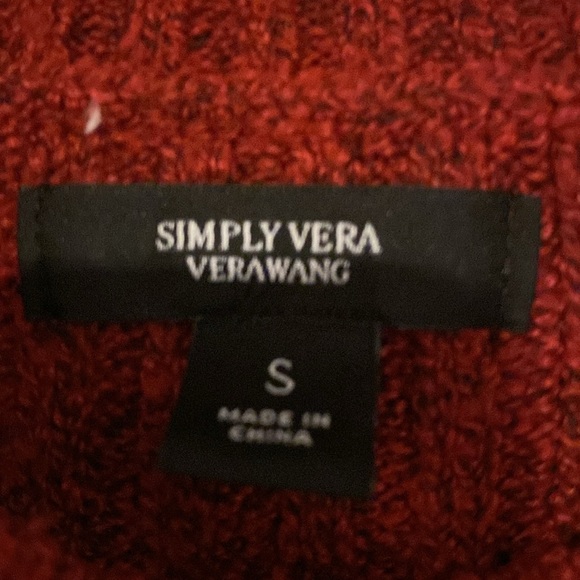 SIMPLY VERA
VERAWANG
S
MADE IN
CHINA